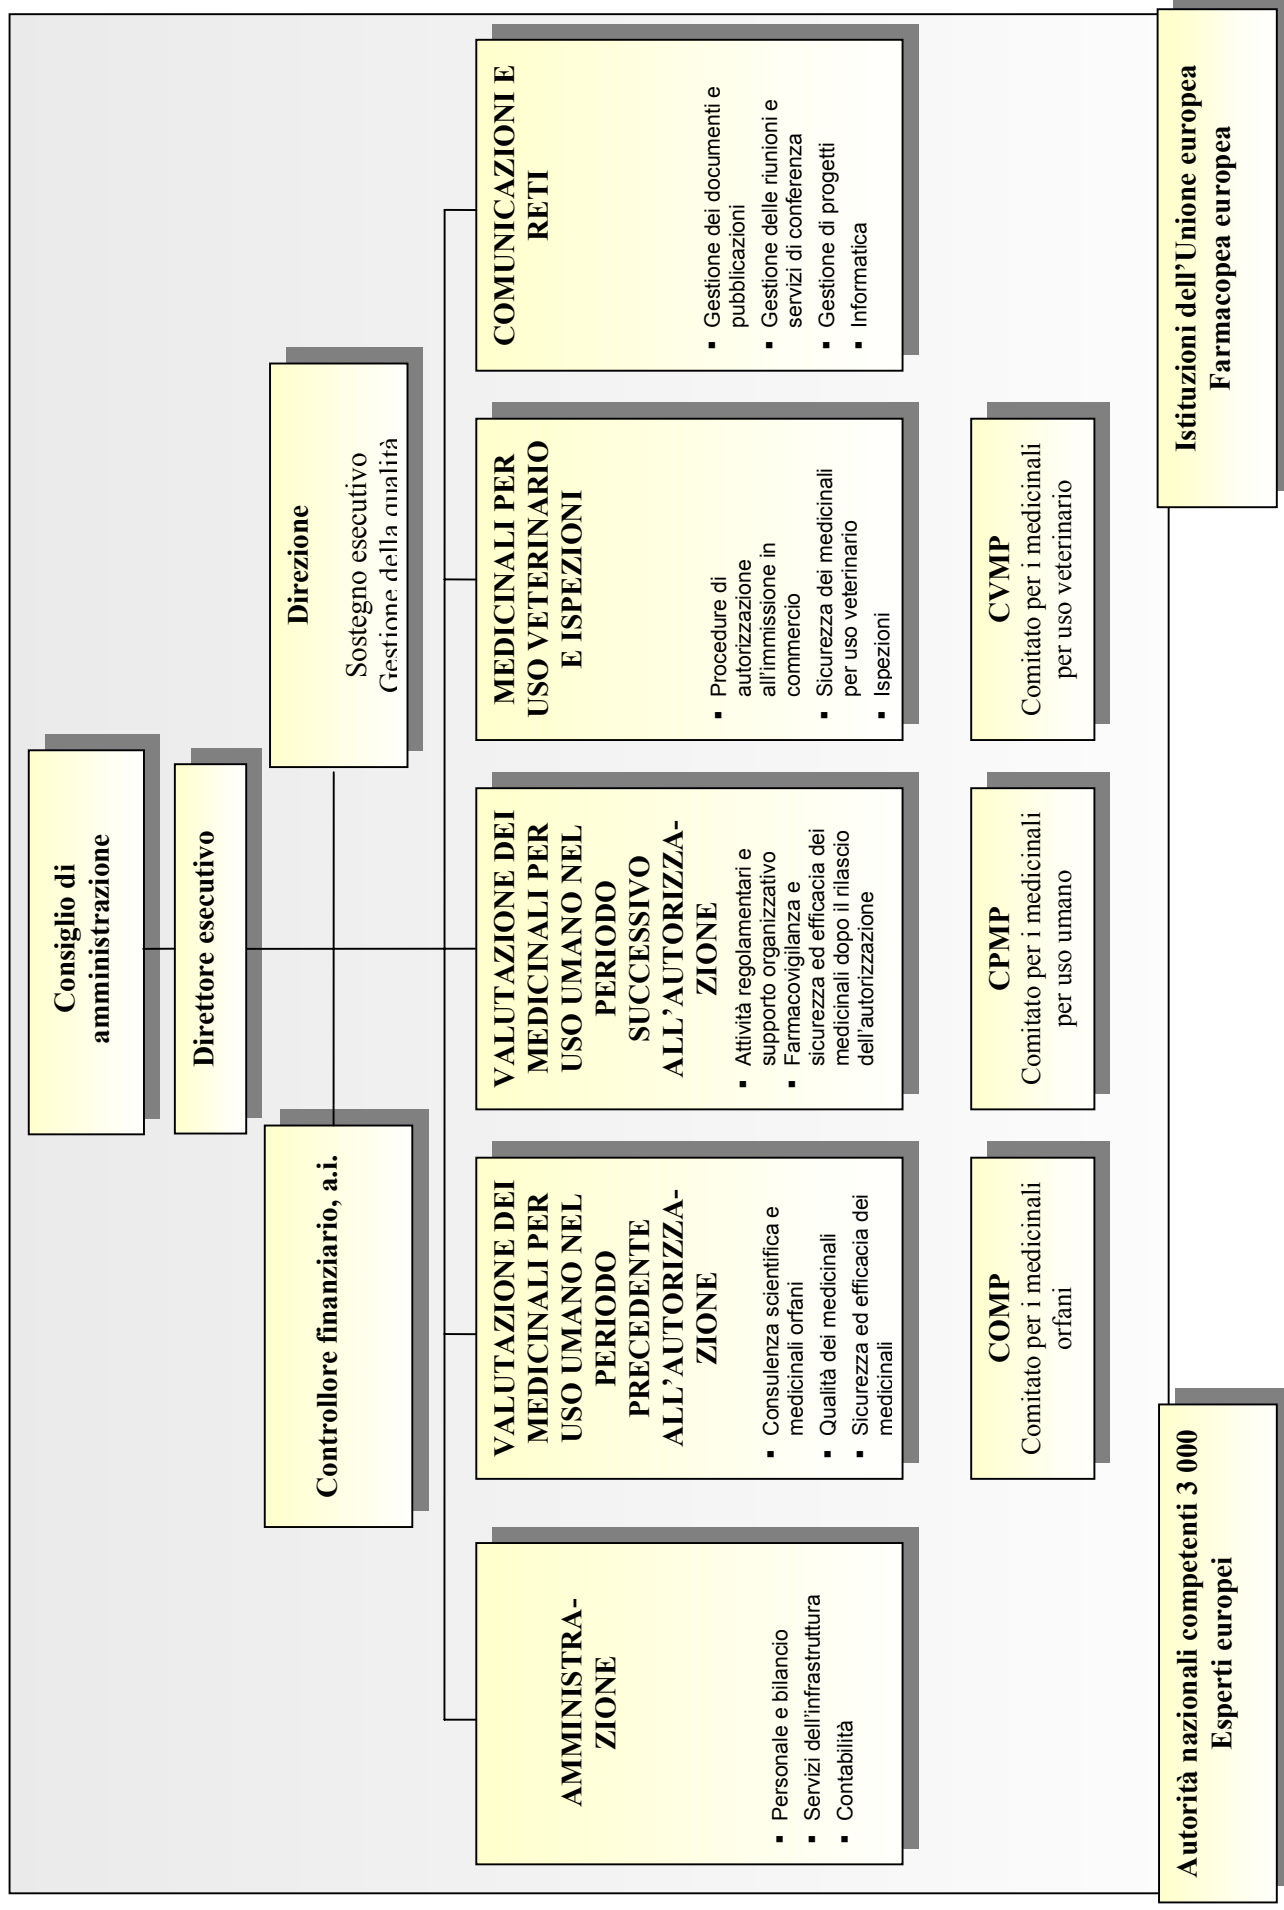 Consiglio di
amministrazione
Direttore esecutivo
Controllore finanziario, a.i.
Direzione
Sostegno esecutivo
Gestione della qualità
AMMINISTRA-
ZIONE
▪ Personale e bilancio
▪ Servizi dell'infrastruttura
▪ Contabilità
VALUTAZIONE DEI
MEDICINALI PER
USO UMANO NEL
PERIODO
PRECEDENTE
ALL’AUTORIZZA-
ZIONE
▪ Consulenza scientifica e
medicinali orfani
▪ Qualità dei medicinali
▪ Sicurezza ed efficacia dei
medicinali
VALUTAZIONE DEI
MEDICINALI PER
USO UMANO NEL
PERIODO
SUCCESSIVO
ALL’AUTORIZZA-
ZIONE
▪ Attività regolamentari e
supporto organizzativo
▪ Farmacovigilanza e
sicurezza ed efficacia dei
medicinali dopo il rilascio
dell'autorizzazione
MEDICINALI PER
USO VETERINARIO
E ISPEZIONI
▪ Procedure di
autorizzazione
all'immissione in
commercio
▪ Sicurezza dei medicinali
per uso veterinario
▪ Ispezioni
COMUNICAZIONI E
RETI
▪ Gestione dei documenti e
pubblicazioni
▪ Gestione delle riunioni e
servizi di conferenza
▪ Gestione di progetti
▪ Informatica
COMP
Comitato per i medicinali
orfani
CPMP
Comitato per i medicinali
per uso umano
CVMP
Comitato per i medicinali
per uso veterinario
Autorità nazionali competenti 3 000
Esperti europei
Istituzioni dell’Unione europea
Farmacopea europea